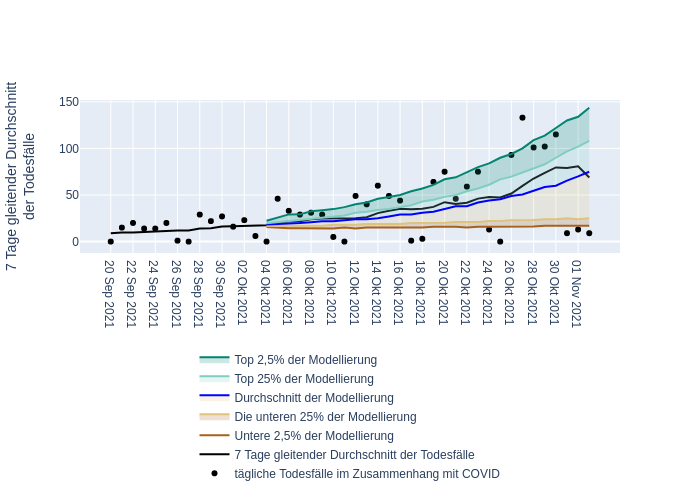 7 Tage gleitender Durchschnitt
der Todesfälle
150
100
50
0
20 Sep 2021
22 Sep 2021
24 Sep 2021
26 Sep 2021
28 Sep 2021
30 Sep 2021
02 Okt 2021
04 Okt 2021
06 Okt 2021
08 Okt 2021
10 Okt 2021
12 Okt 2021
14 Okt 2021
16 Okt 2021
18 Okt 2021
20 Okt 2021
22 Okt 2021
24 Okt 2021
26 Okt 2021
28 Okt 2021
30 Okt 2021
01 Nov 2021
Top 2,5% der Modellierung
Top 25% der Modellierung
Durchschnitt der Modellierung
Die unteren 25% der Modellierung
Untere 2,5% der Modellierung
7 Tage gleitender Durchschnitt der Todesfälle
tägliche Todesfälle im Zusammenhang mit COVID